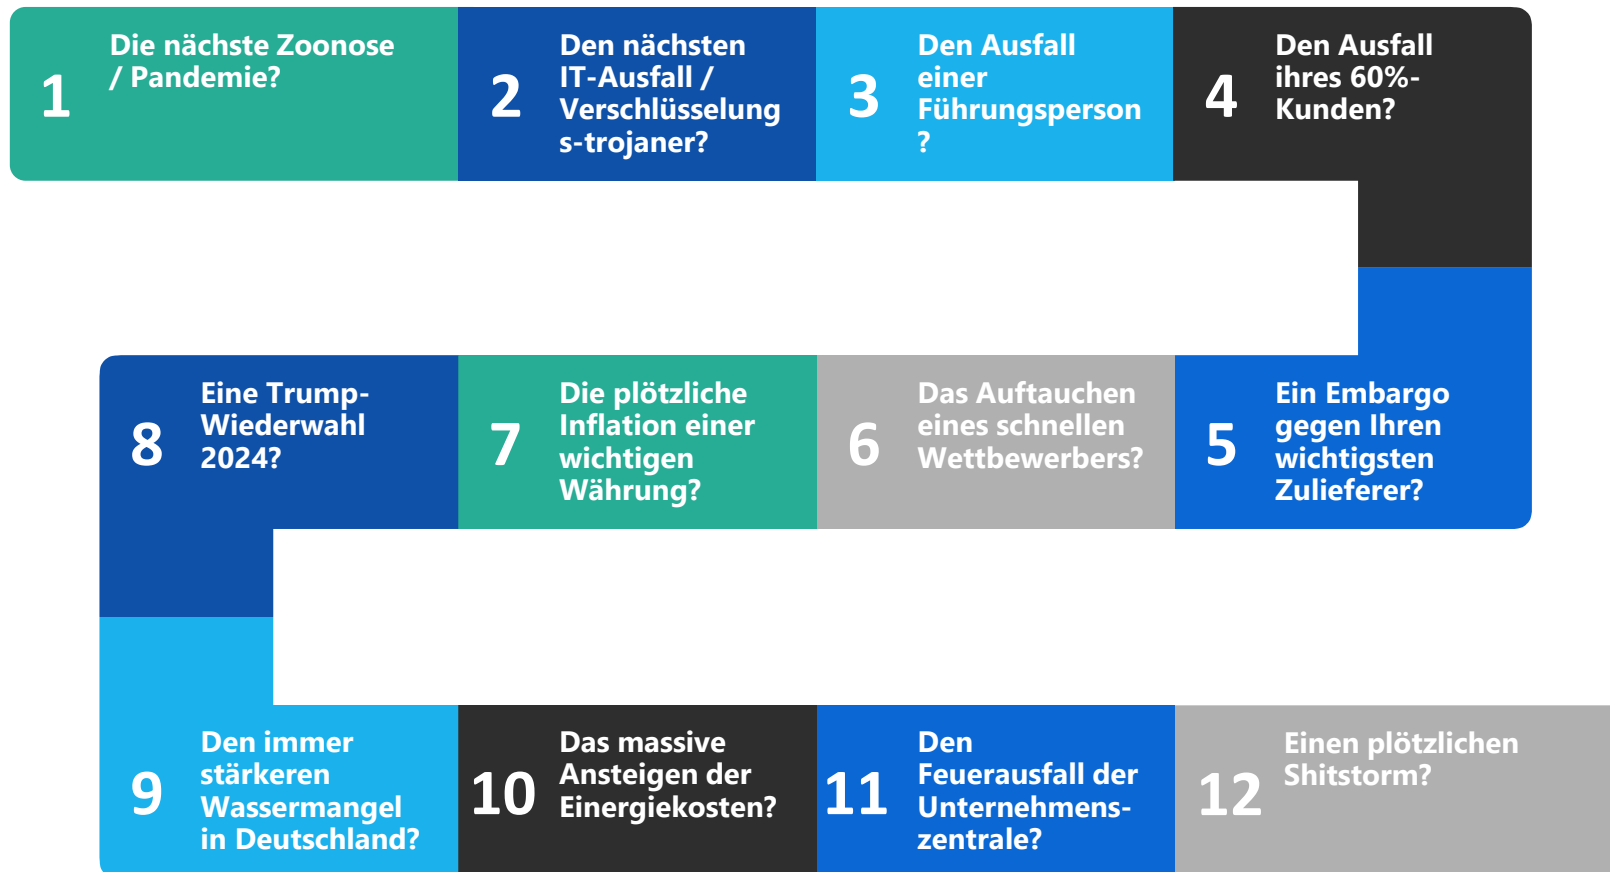 1
Die nächste Zoonose
/ Pandemie?
2
Den nächsten
IT-Ausfall /
Verschlüsselung
s-trojaner?
3
Den Ausfall
einer
Führungsperson
?
4
Den Ausfall
ihres 60%-
Kunden?
5
Ein Embargo
gegen Ihren
wichtigsten
Zulieferer?
6
Das Auftauchen
eines schnellen
Wettbewerbers?
7
Die plötzliche
Inflation einer
wichtigen
Währung?
8
Eine Trump-
Wiederwahl
2024?
9
Den immer
stärkeren
Wassermangel
in Deutschland?
10
Das massive
Ansteigen der
Einergiekosten?
11
Den
Feuerausfall der
Unternehmens-
zentrale?
12
Einen plötzlichen
Shitstorm?